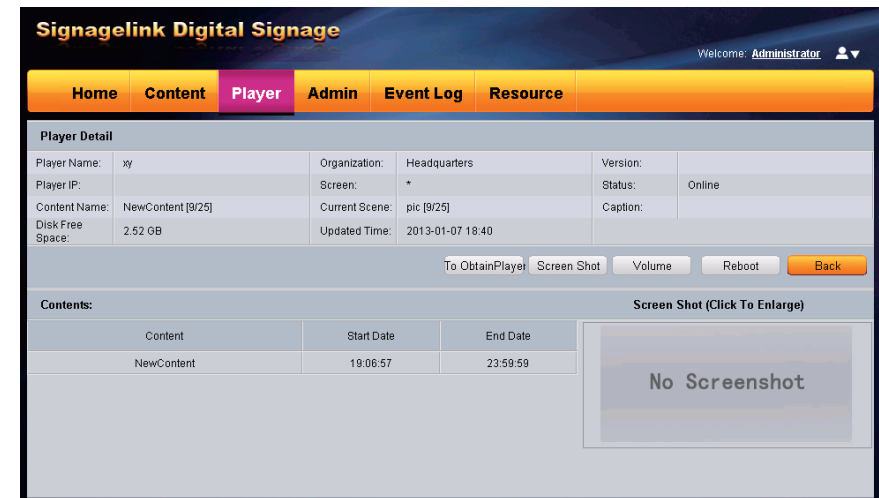 Signagelink Digital Signage
Welcome: Administrator
Home Content Player Admin Event Log Resource
Player Detail
Player Name: xy Organization: Headquarters Version:
Player IP: Screen: * Status: Online
Content Name: NewContent [9/25] Current Scene: pic [9/25] Caption:
Disk Free Space: 2.52 GB Updated Time: 2013-01-07 18:40
To ObtainPlayer Screen Shot Volume Reboot Back
Contents: Screen Shot (Click To Enlarge)
Content Start Date End Date
NewContent 19:06:57 23:59:59
No Screenshot